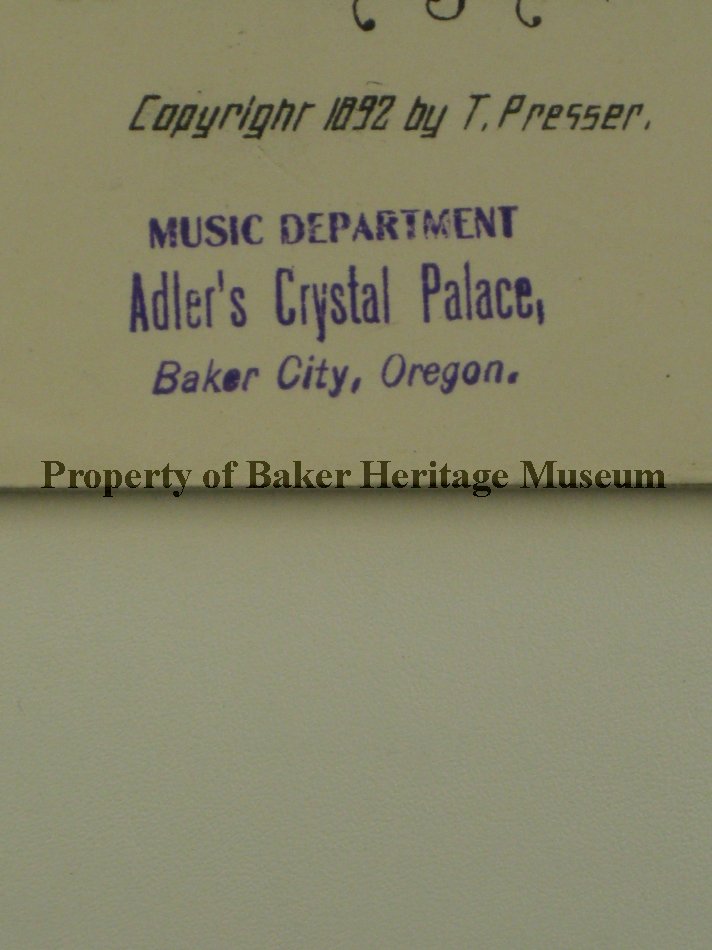 Copyright 1892 by T. Presser.
MUSIC DEPARTMENT
Adler's Crystal Palace,
Baker City, Oregon.
Property of Baker Heritage Museum